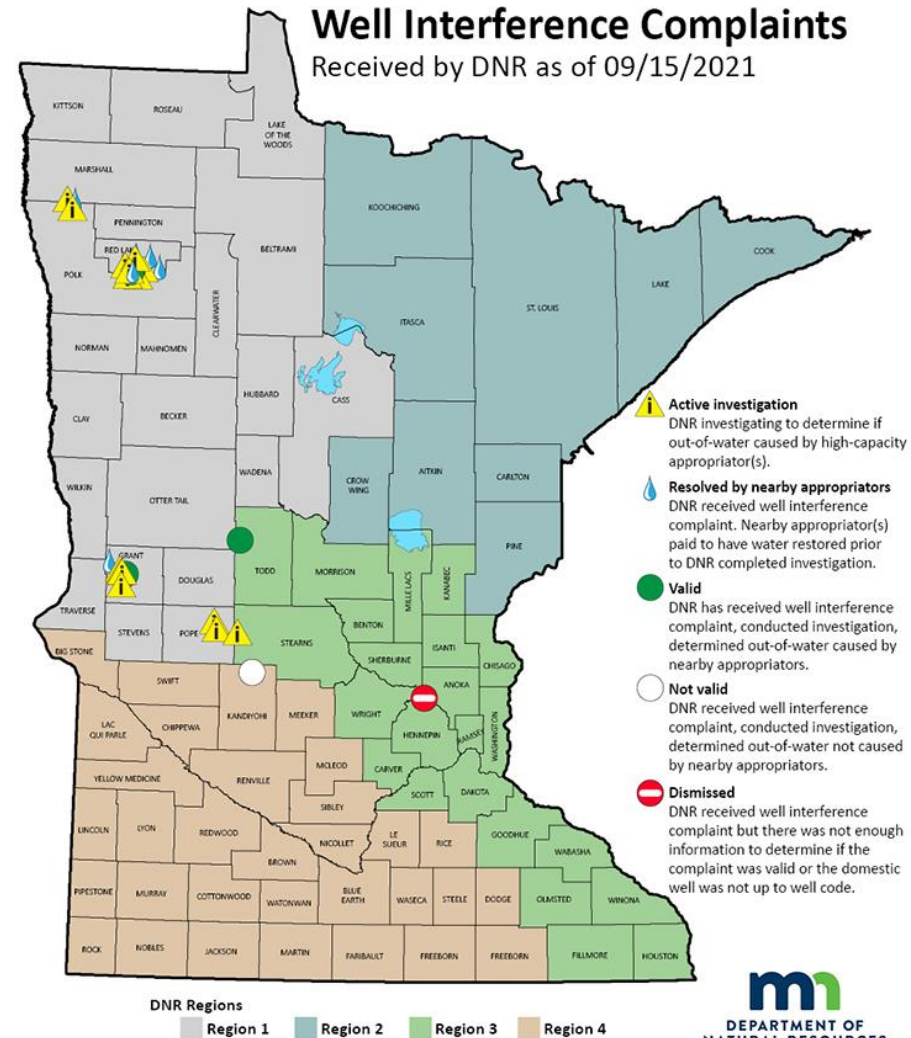 Well Interference Complaints
Received by DNR as of 09/15/2021
KITTSON
ROSEAU
LAKE
OF THE
WOODS
MARSHALL
KOOCHICHING
PENNINGTON
BELTRAMI
COOK
RED LAKE
POLK
CLEARWATER
ITASCA
ST. LOUIS
LAKE
NORMAN
MAHNOMEN
HUBBARD
CASS
CLAY
BECKER
WADENA
CROW
WING
AITKIN
CARLTON
WILKIN
OTTER TAIL
PINE
GRANT
DOUGLAS
TODD
MORRISON
MILLE LACS
KANABEC
TRAVERSE
STEVENS
POPE
STEARNS
BENTON
ISANTI
BIG STONE
SHERBURNE
CHISAGO
SWIFT
ANOKA
KANDIYOHI
MEEKER
WRIGHT
LAC
QUI PARLE
CHIPPEWA
HENNEPIN
RAMSEY
WASHINGTON
MCLEOD
CARVER
YELLOW MEDICINE
RENVILLE
SCOTT
DAKOTA
SIBLEY
LINCOLN
LYON
REDWOOD
NICOLLET
LE
SUEUR
RICE
GOODHUE
WABASHA
BROWN
PIPESTONE
MURRAY
COTTONWOOD
WATONWAN
BLUE
EARTH
WASECA
STEELE
DODGE
OLMSTED
WINONA
ROCK
NOBLES
JACKSON
MARTIN
FARIBAULT
FREEBORN
FREEBORN
FILLMORE
HOUSTON
Active investigation
DNR investigating to determine if
out-of-water caused by high-capacity
appropriator(s).
Resolved by nearby appropriators
DNR received well interference
complaint. Nearby appropriator(s)
paid to have water restored prior
to DNR completed investigation.
Valid
DNR has received well interference
complaint, conducted investigation,
determined out-of-water caused by
nearby appropriators.
Not valid
DNR received well interference
complaint, conducted investigation,
determined out-of-water not caused
by nearby appropriators.
Dismissed
DNR received well interference
complaint but there was not enough
information to determine if the
complaint was valid or the domestic
well was not up to well code.
DNR Regions
Region 1
Region 2
Region 3
Region 4
mn
DEPARTMENT OF
NATURAL RESOURCES